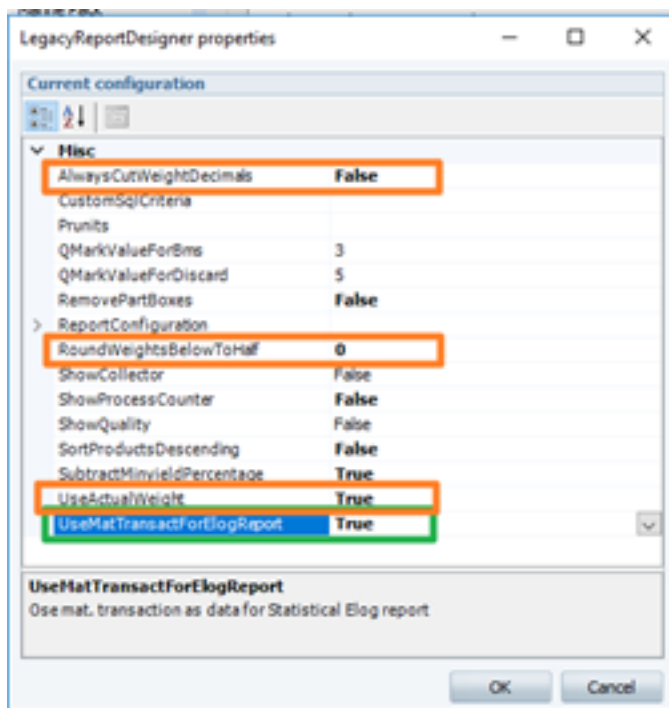 LegacyReportDesigner properties
Current configuration
Misc
AlwaysCutWeightDecimals False
CustomSqlCriteria
Prunits
QMarkValueForBms 3
QMarkValueForDiscard 5
RemovePartBoxes False
ReportConfiguration
RoundWeightsBelowToHalf 0
ShowCollector False
ShowProcessCounter False
ShowQuality False
SortProductsDescending False
SubtractMinyieldPercentage True
UseActualWeight True
UseMatTransactForElogReport True
UseMatTransactForElogReport
Ose mat. transaction as data for Statistical Elog report
OK Cancel